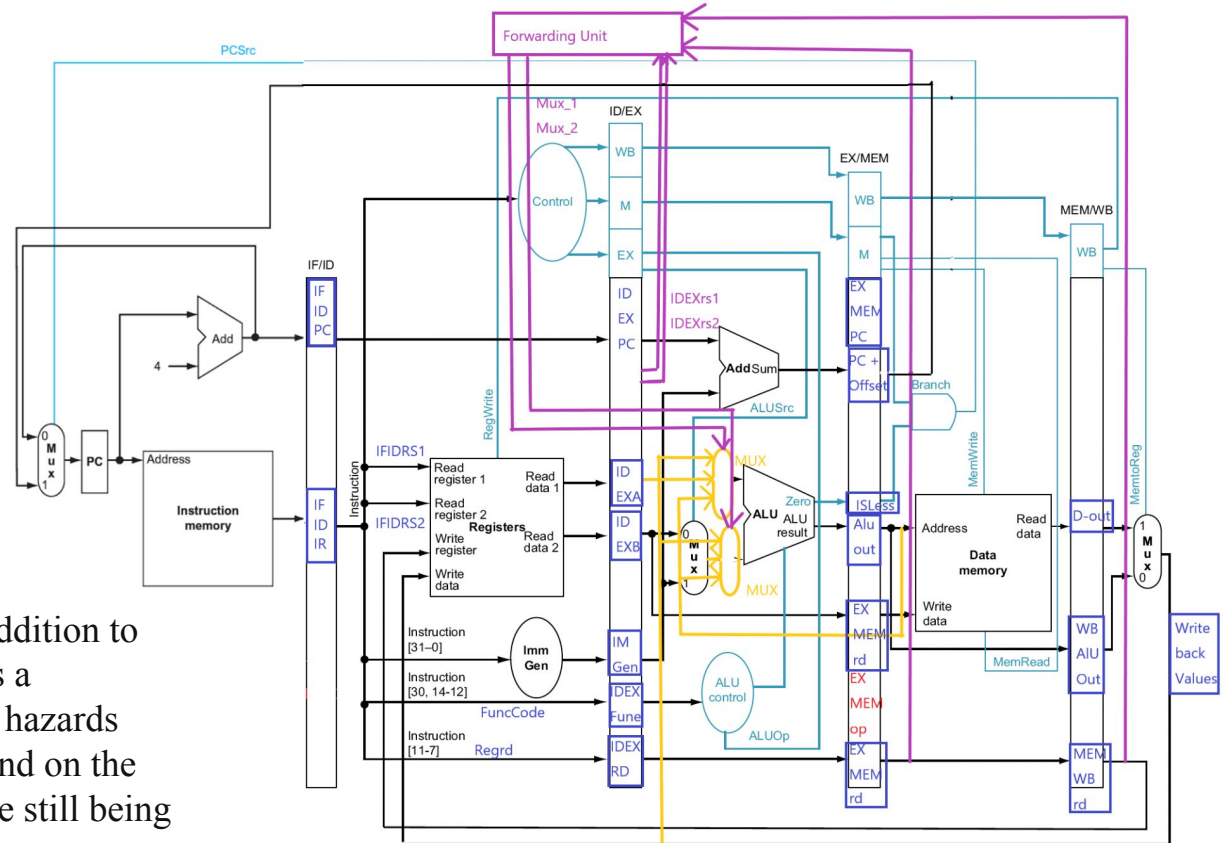 Forwarding Unit
PCSrc
Mux_1
Mux_2
ID/EX
WB
EX/MEM
Control
M
WB
MEM/WB
EX
M
WB
IF/ID
IF
ID
PC
ID
EX
PC
IDEXrs1
IDEXrs2
EX
MEM
PC
Add
4
AddSum
PC +
Offset
Branch
RegWrite
ALUSrc
MemWrite
MemtoReg
0
Mux
1
PC
Address
Instruction
memory
IF
ID
IR
Instruction
IFIDRS1
IFIDRS2
Read
register 1
Read
register 2
Registers
Write
register
Write
data
Read
data 1
Read
data 2
ID
EXA
ID
EXB
MUX
0
Mux
1
MUX
ALU
Zero
ALU
result
ISLess
Alu
out
Address
Read
data
Data
memory
Write
data
D-out
1
Mux
0
Instruction
[31–0]
Imm
Gen
IM
Gen
EX
MEM
rd
MemRead
WB
AlU
Out
Write
back
Values
Instruction
[30, 14-12]
FuncCode
IDEX
Fune
ALU
control
EX
MEM
op
ALUOp
Instruction
[11-7]
Regrd
IDEX
RD
EX
MEM
rd
MEM
WB
rd
ddition to
s a
hazards
nd on the
e still being